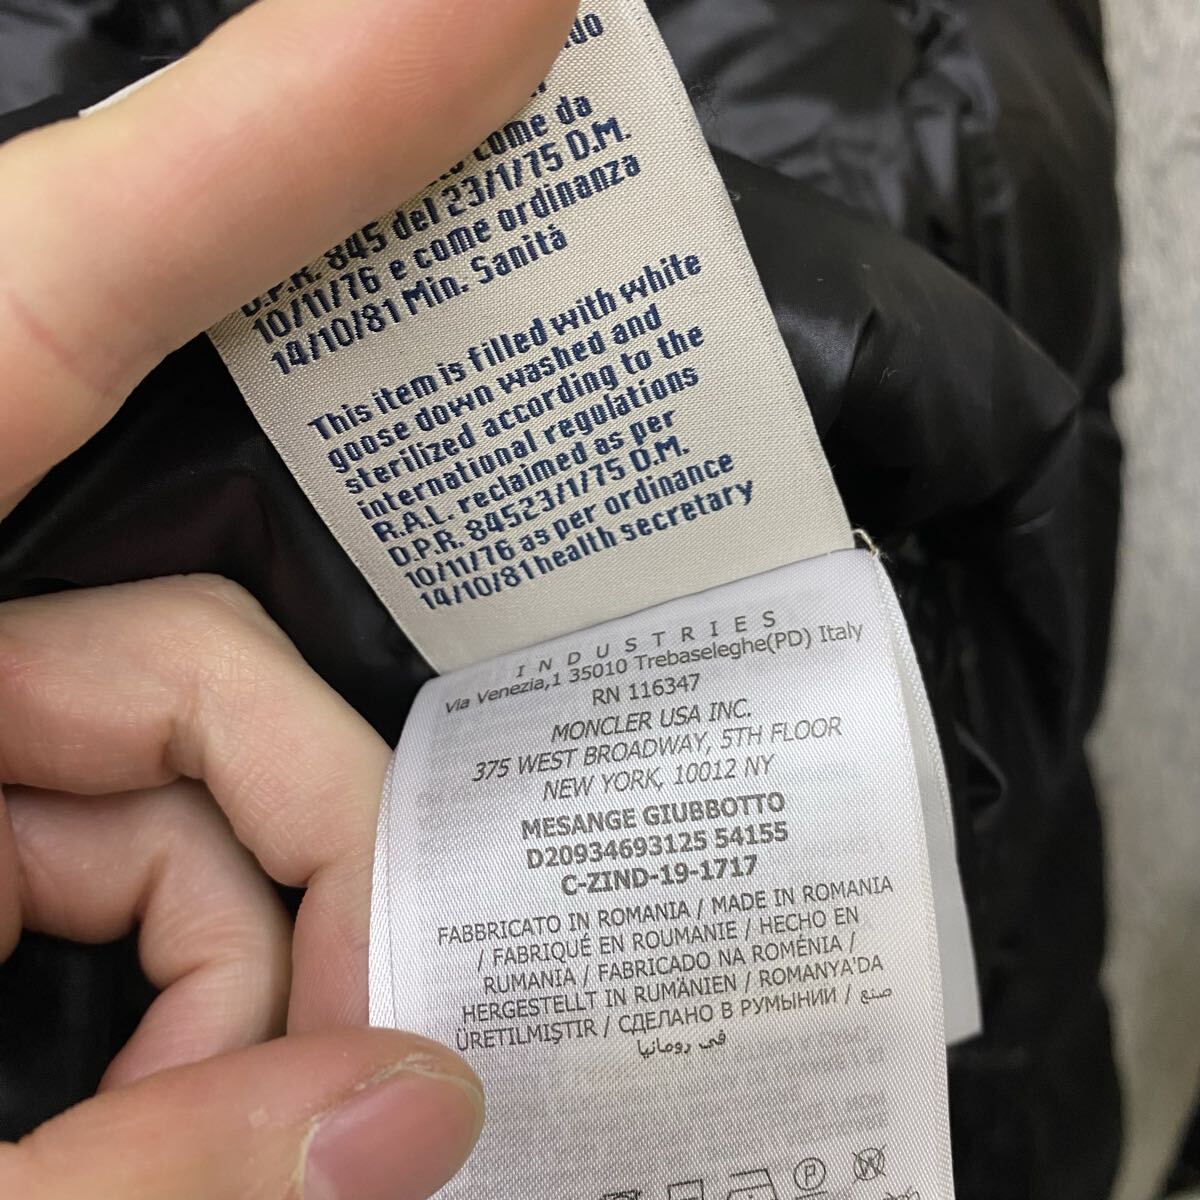 come da
D.P.R. 845 del 23/1/75 D.M.
10/11/76 e come ordinanza
14/10/81 Min. Sanità
This item is filled with white
goose down washed and
sterilized according to the
international regulations
R.A.L. reclaimed as per
D.P.R. 84523/1/75 D.M.
10/11/76 as per ordinance
14/10/81 health secretary
INDUSTRIES
Via Venezia,1 35010 Trebaseleghe(PD) Italy
RN 116347
MONCLER USA INC.
375 WEST BROADWAY, 5TH FLOOR
NEW YORK, 10012 NY
MESANGE GIUBBOTTO
D20934693125 54155
C-ZIND-19-1717
FABBRICATO IN ROMANIA / MADE IN ROMANIA
/ FABRIQUÉ EN ROUMANIE / HECHO EN
RUMANIA / FABRICADO NA ROMÉNIA /
HERGESTELLT IN RUMÄNIEN / ROMANYA'DA
ÜRETILMIŞTIR / СДЕЛАНО В РУМЫНИИ / صنع
في رومانيا